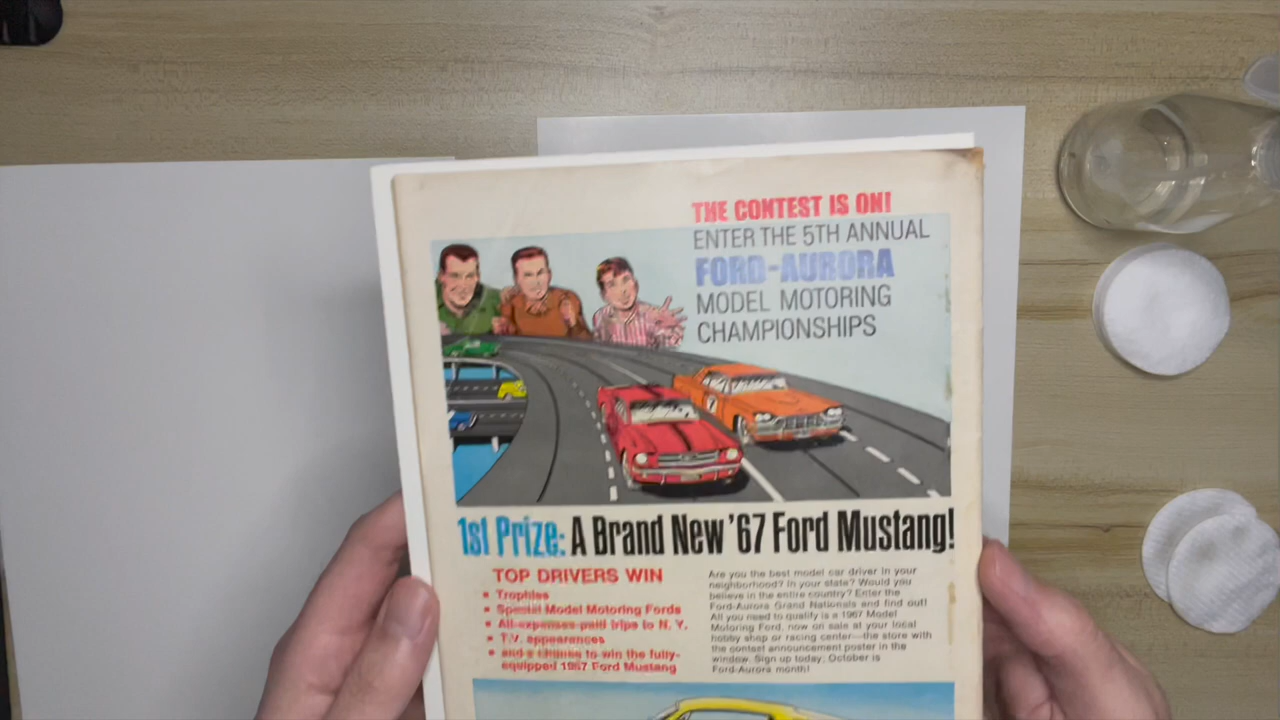 THE CONTEST IS ON!
ENTER THE 5TH ANNUAL
FORD-AURORA
MODEL MOTORING
CHAMPIONSHIPS
7
1st Prize: A Brand New '67 Ford Mustang!
TOP DRIVERS WIN
▪ Trophies
▪ Special Model Motoring Fords
▪ All-expenses paid trips to N. Y.
▪ T.V. appearances
▪ and a chance to win the fully-
equipped 1967 Ford Mustang
Are you the best model car driver in your
neighborhood? In your state? Would you
believe in the entire country? Enter the
Ford-Aurora Grand Nationals and find out!
All you need to qualify is a 1967 Model
Motoring Ford, now on sale at your local
hobby shop or racing center—the store with
the contest announcement poster in the
window. Sign up today; October is
Ford-Aurora month!